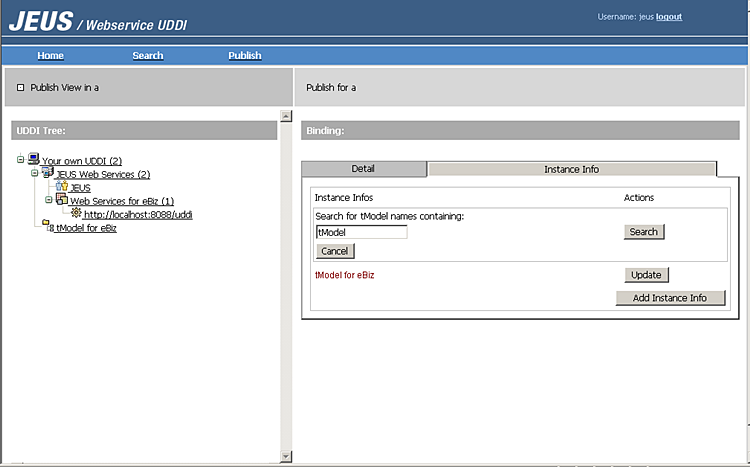 JEUS / Webservice UDDI
Username: jeus logout
Home Search Publish
Publish View in a
Publish for a
UDDI Tree:
Your own UDDI (2)
JEUS Web Services (2)
JEUS
Web Services for eBiz (1)
http://localhost:8088/uddi
tModel for eBiz
Binding:
Detail Instance Info
Instance Infos Actions
Search for tModel names containing:
tModel Search
Cancel
tModel for eBiz Update
Add Instance Info